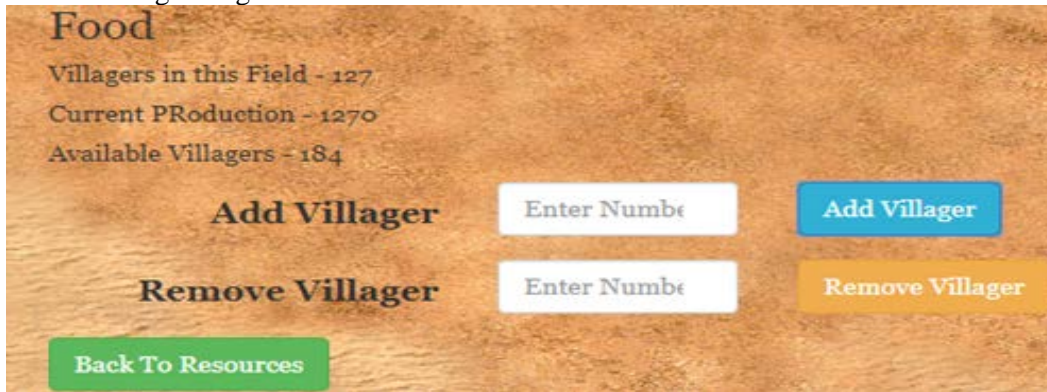 Food
Villagers in this Field - 127
Current PRoduction - 1270
Available Villagers - 184
Add Villager Enter Numbe Add Villager
Remove Villager Enter Numbe Remove Villager
Back To Resources